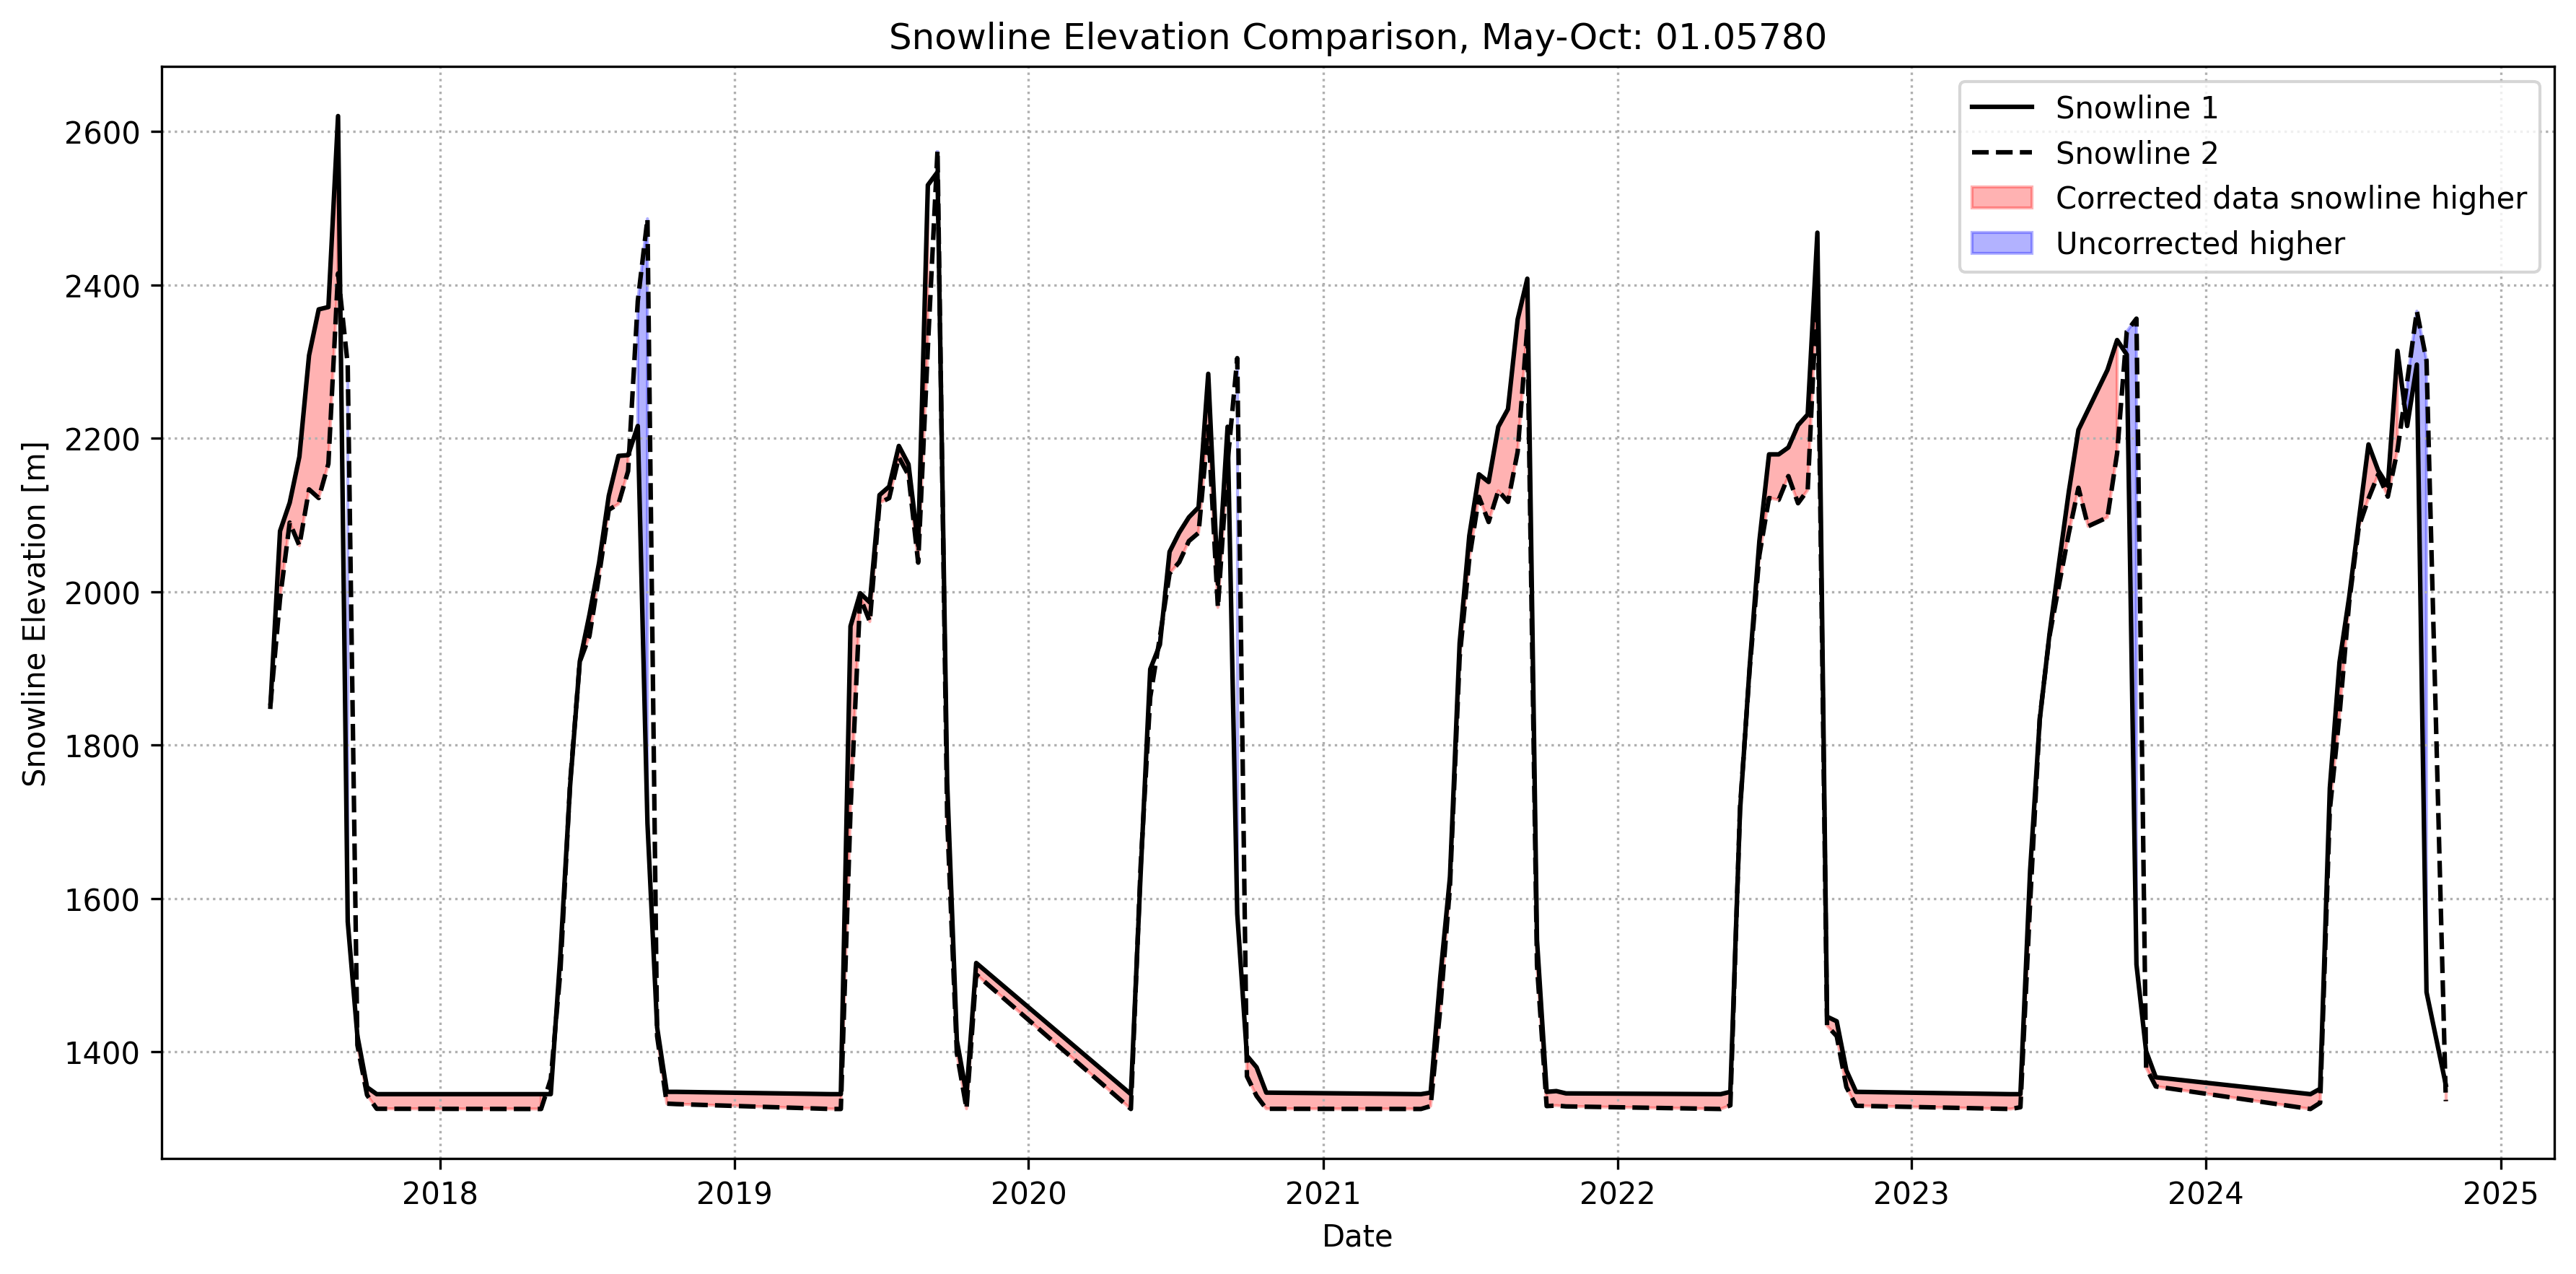 Snowline Elevation Comparison, May-Oct: 01.05780
Snowline 1
Snowline 2
Corrected data snowline higher
Uncorrected higher
Snowline Elevation [m]
2600
2400
2200
2000
1800
1600
1400
2018 2019 2020 2021 2022 2023 2024 2025
Date